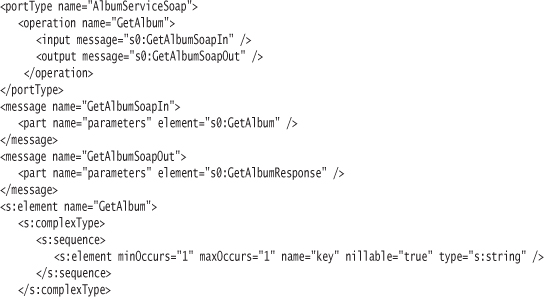 <portType name="AlbumServiceSoap">
<operation name="GetAlbum">
<input message="s0:GetAlbumSoapIn" />
<output message="s0:GetAlbumSoapOut" />
</operation>
</portType>
<message name="GetAlbumSoapIn">
<part name="parameters" element="s0:GetAlbum" />
</message>
<message name="GetAlbumSoapOut">
<part name="parameters" element="s0:GetAlbumResponse" />
</message>
<s:element name="GetAlbum">
<s:complexType>
<s:sequence>
<s:element minOccurs="1" maxOccurs="1" name="key" nillable="true" type="s:string" />
</s:sequence>
</s:complexType>